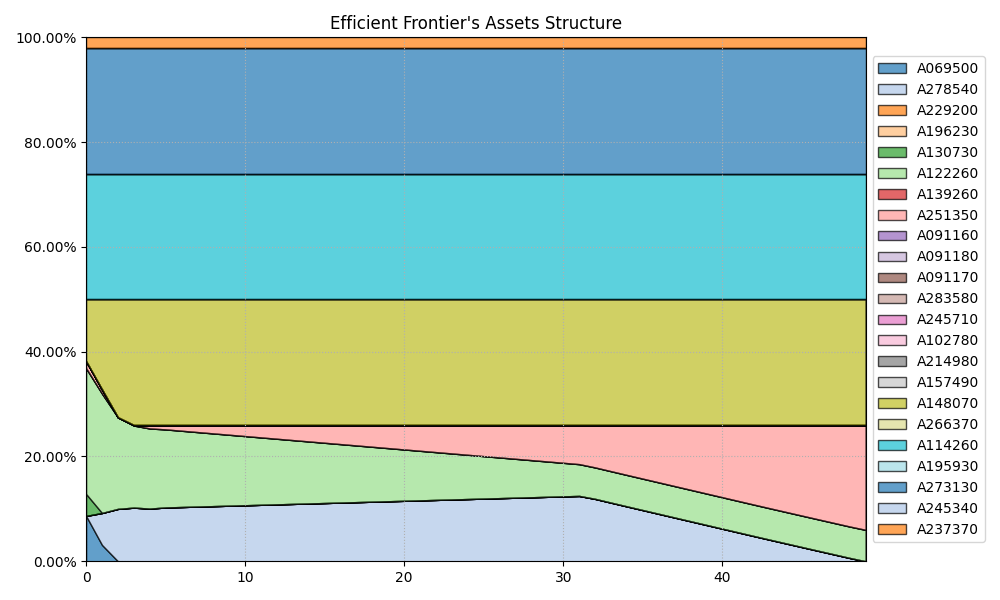 Efficient Frontier's Assets Structure
100.00%
80.00%
60.00%
40.00%
20.00%
0.00%
0
10
20
30
40
A069500
A278540
A229200
A196230
A130730
A122260
A139260
A251350
A091160
A091180
A091170
A283580
A245710
A102780
A214980
A157490
A148070
A266370
A114260
A195930
A273130
A245340
A237370